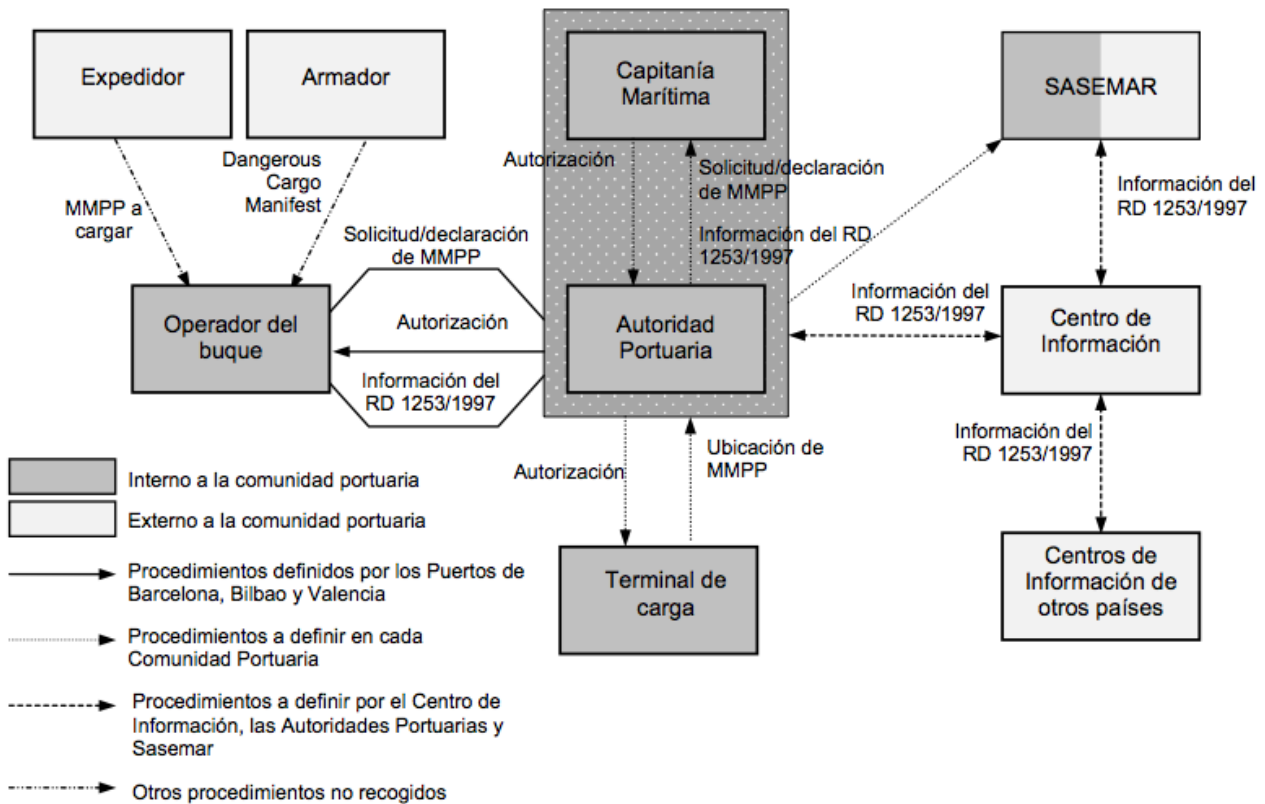 Expedidor
Armador
Capitanía
Marítima
SASEMAR
Dangerous
Cargo
Manifest
MMPP a
cargar
Autorización
Solicitud/declaración
de MMPP
Información del RD
1253/1997
Información del
RD 1253/1997
Solicitud/declaración
de MMPP
Operador del
buque
Autorización
Información del
RD 1253/1997
Autoridad
Portuaria
Información del
RD 1253/1997
Centro de
Información
Autorización
Ubicación de
MMPP
Información del
RD 1253/1997
Terminal de
carga
Centros de
Información de
otros países
Interno a la comunidad portuaria
Externo a la comunidad portuaria
Procedimientos definidos por los Puertos de
Barcelona, Bilbao y Valencia
Procedimientos a definir en cada
Comunidad Portuaria
Procedimientos a definir por el Centro de
Información, las Autoridades Portuarias y
Sasemar
Otros procedimientos no recogidos